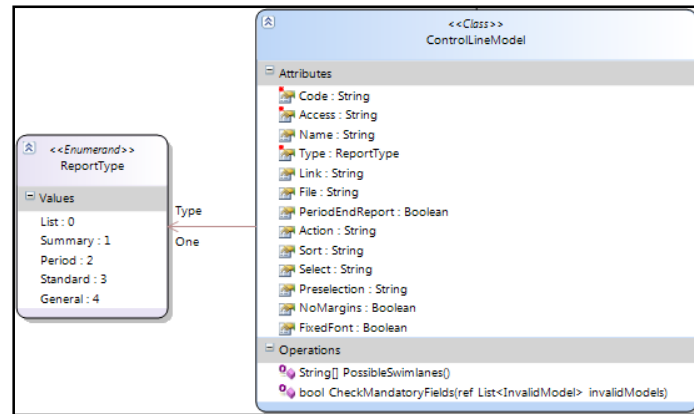 <<Class>>
ControlLineModel
Attributes
Code : String
Access : String
Name : String
Type : ReportType
Link : String
File : String
PeriodEndReport : Boolean
Action : String
Sort : String
Select : String
Preselection : String
NoMargins : Boolean
FixedFont : Boolean
Operations
String[] PossibleSwimlanes()
bool CheckMandatoryFields(ref List<InvalidModel> invalidModels)
<<Enumerand>>
ReportType
Values
List : 0
Summary : 1
Period : 2
Standard : 3
General : 4
Type
One